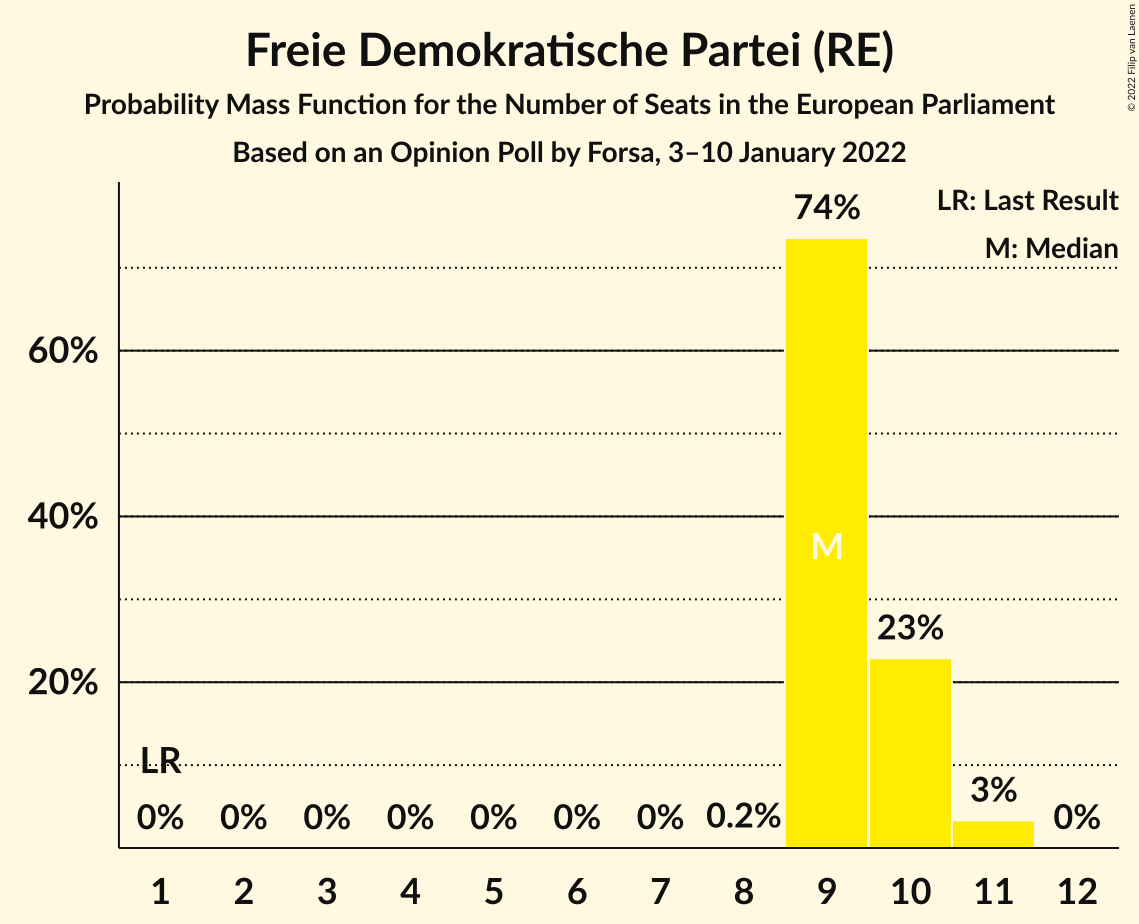 Freie Demokratische Partei (RE)
Probability Mass Function for the Number of Seats in the European Parliament
Based on an Opinion Poll by Forsa, 3–10 January 2022
© 2022 Filip van Laenen
LR: Last Result
M: Median
74%
60%
40%
M
23%
20%
LR
0% 0% 0% 0% 0% 0% 0% 0.2% 3% 0%
1 2 3 4 5 6 7 8 9 10 11 12